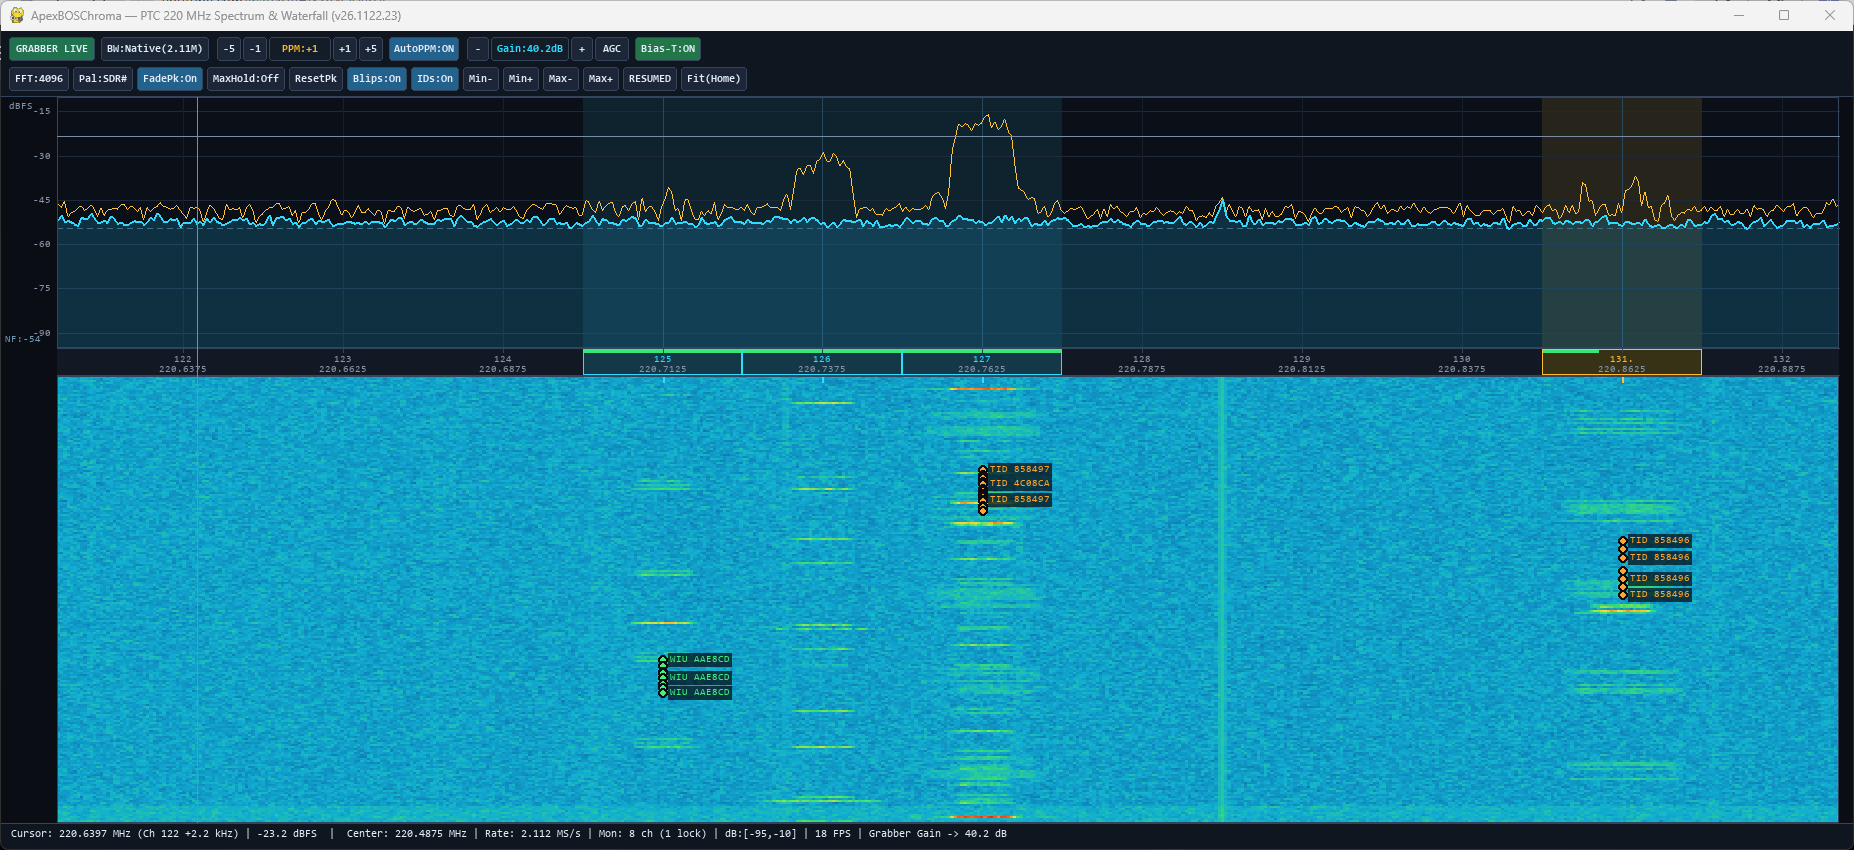 ApexBOSChroma — PTC 220 MHz Spectrum & Waterfall (v26.1122.23)
GRABBER LIVE BW:Native(2.11M) -5 -1 PPM:+1 +1 +5 AutoPPM:ON - Gain:40.2dB + AGC Bias-T:ON
FFT:4096 Pal:SDR# FadePk:On MaxHold:Off ResetPk Blips:On IDs:On Min- Min+ Max- Max+ RESUMED Fit(Home)
dBFS
-15
-30
-45
-60
-75
-90
NF:-54
122 123 124 125 126 127 128 129 130 131. 132
220.6375 220.6625 220.6875 220.7125 220.7375 220.7625 220.7875 220.8125 220.8375 220.8625 220.8875
TID 858497
TID 4C08CA
TID 858497
TID 858496
TID 858496
TID 858496
TID 858496
WIU AAE8CD
WIU AAE8CD
WIU AAE8CD
Cursor: 220.6397 MHz (Ch 122 +2.2 kHz) | -23.2 dBFS | Center: 220.4875 MHz | Rate: 2.112 MS/s | Mon: 8 ch (1 lock) | dB:[-95,-10] | 18 FPS | Grabber Gain -> 40.2 dB